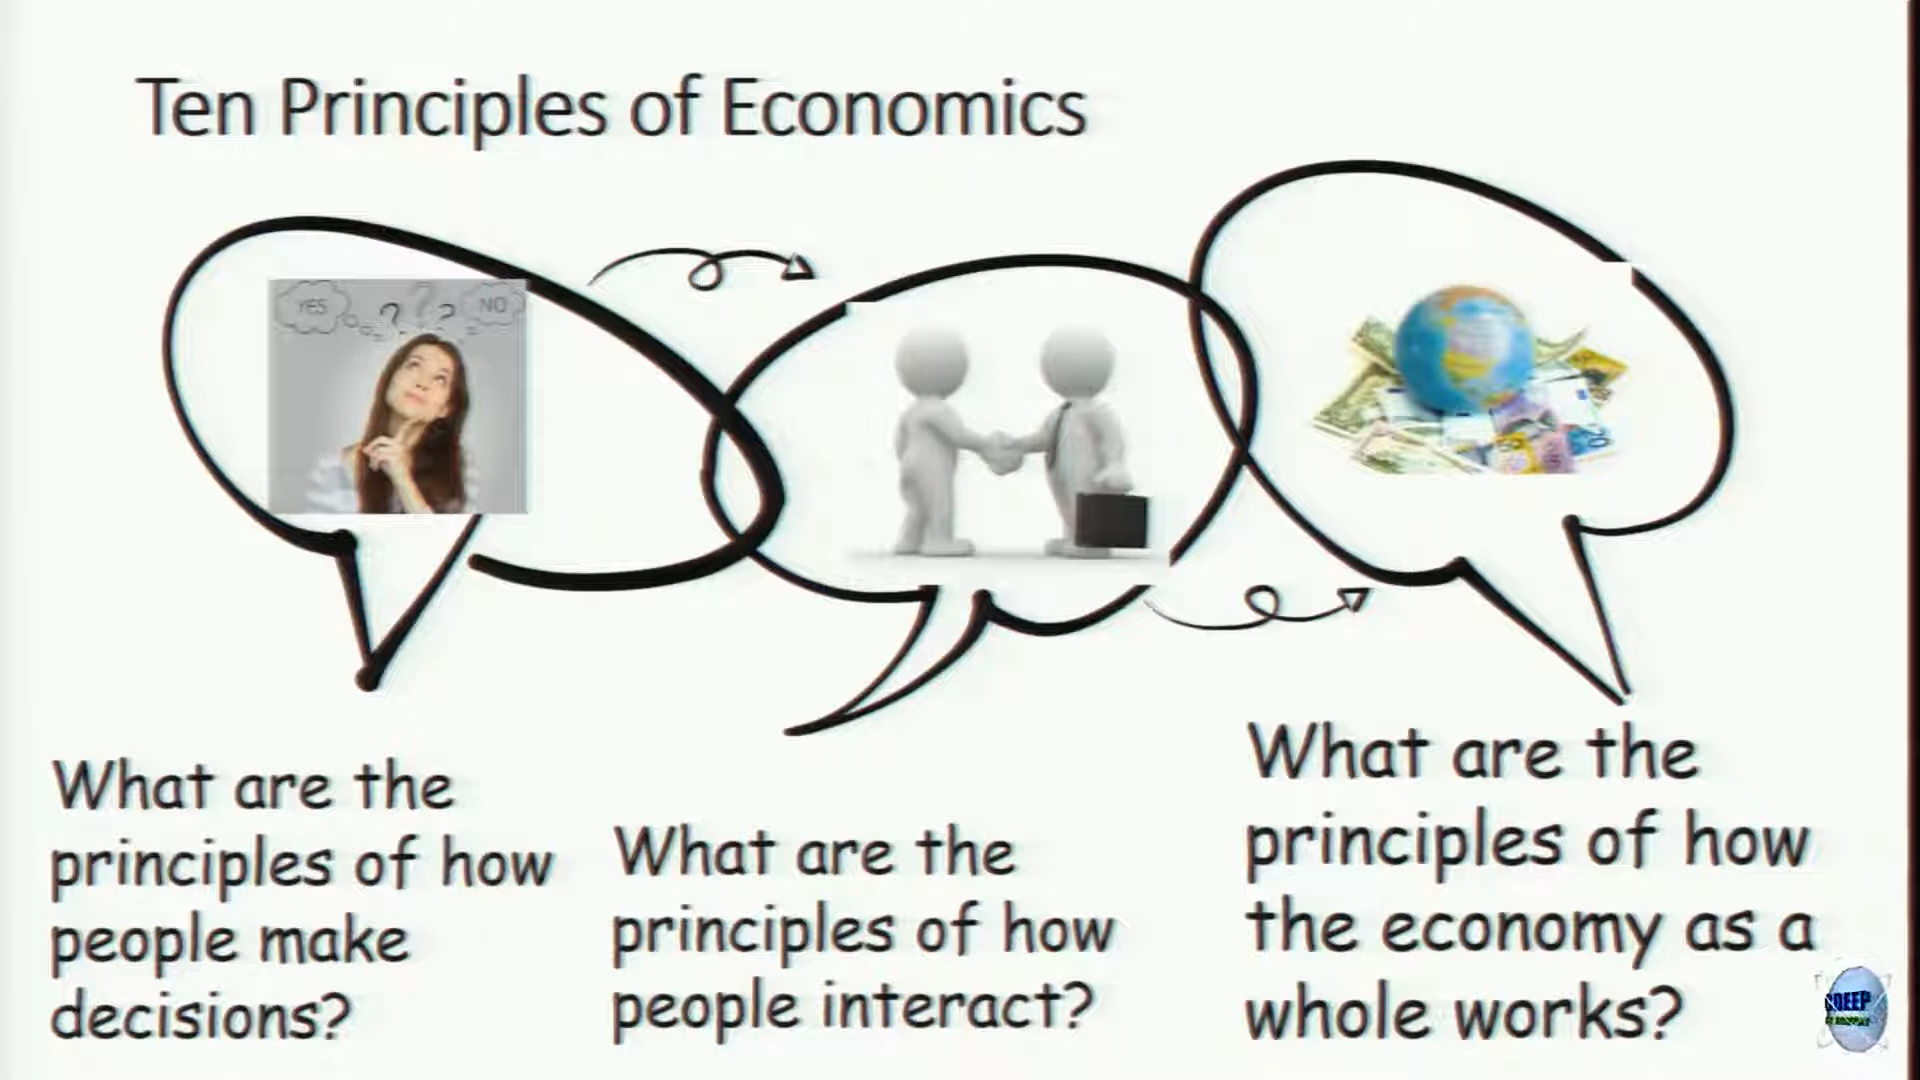 Ten Principles of Economics
YES
? ? ?
NO
What are the
principles of how
people make
decisions?
What are the
principles of how
people interact?
What are the
principles of how
the economy as a
whole works?